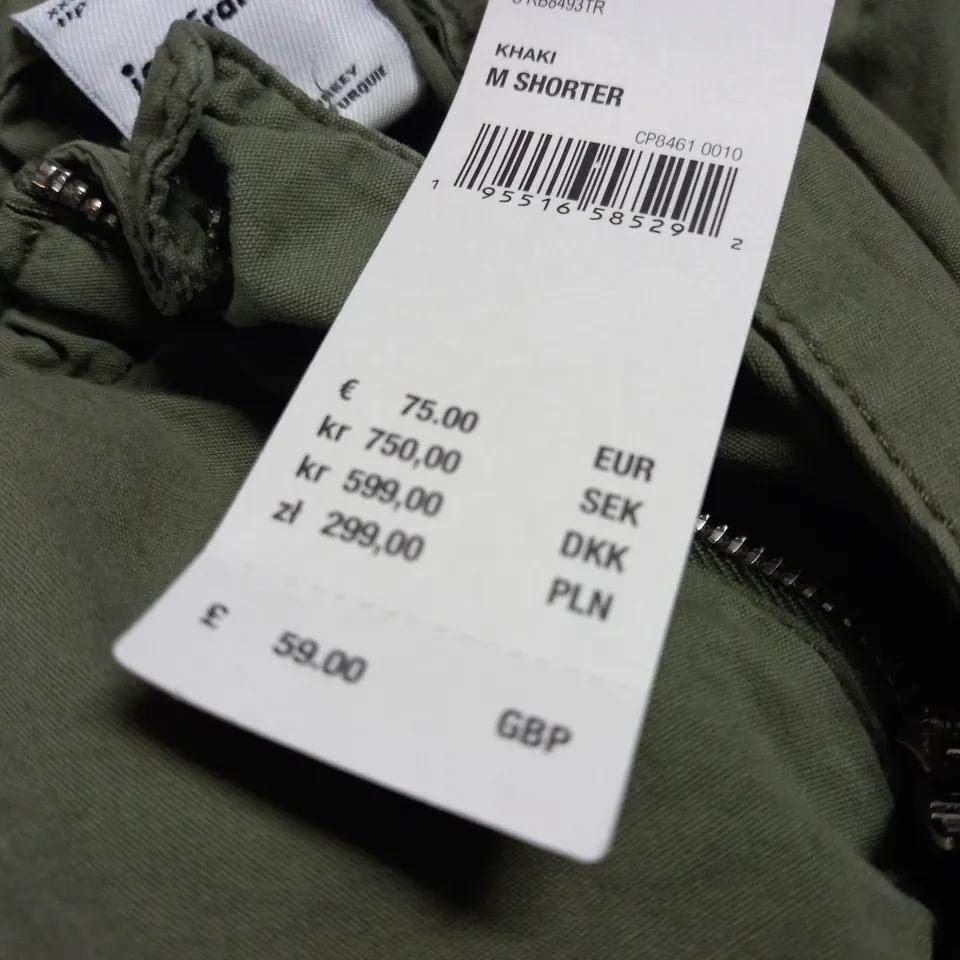 RB8493TR
KHAKI
M SHORTER
CP8461 0010
1 95516 58529 2
€ 75.00 EUR
kr 750,00 SEK
kr 599,00 DKK
zł 299,00 PLN
£ 59.00 GBP